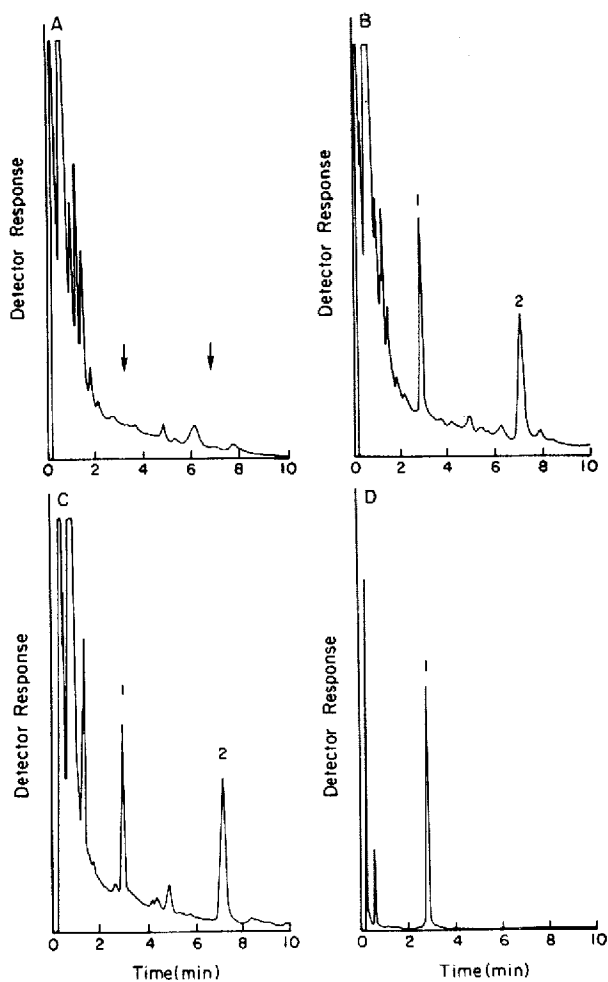 A
Detector Response
0 2 4 6 8 10
B
Detector Response
1
2
0 2 4 6 8 10
C
Detector Response
1
2
0 2 4 6 8 10
Time(min)
D
Detector Response
1
0 2 4 6 8 10
Time(min)